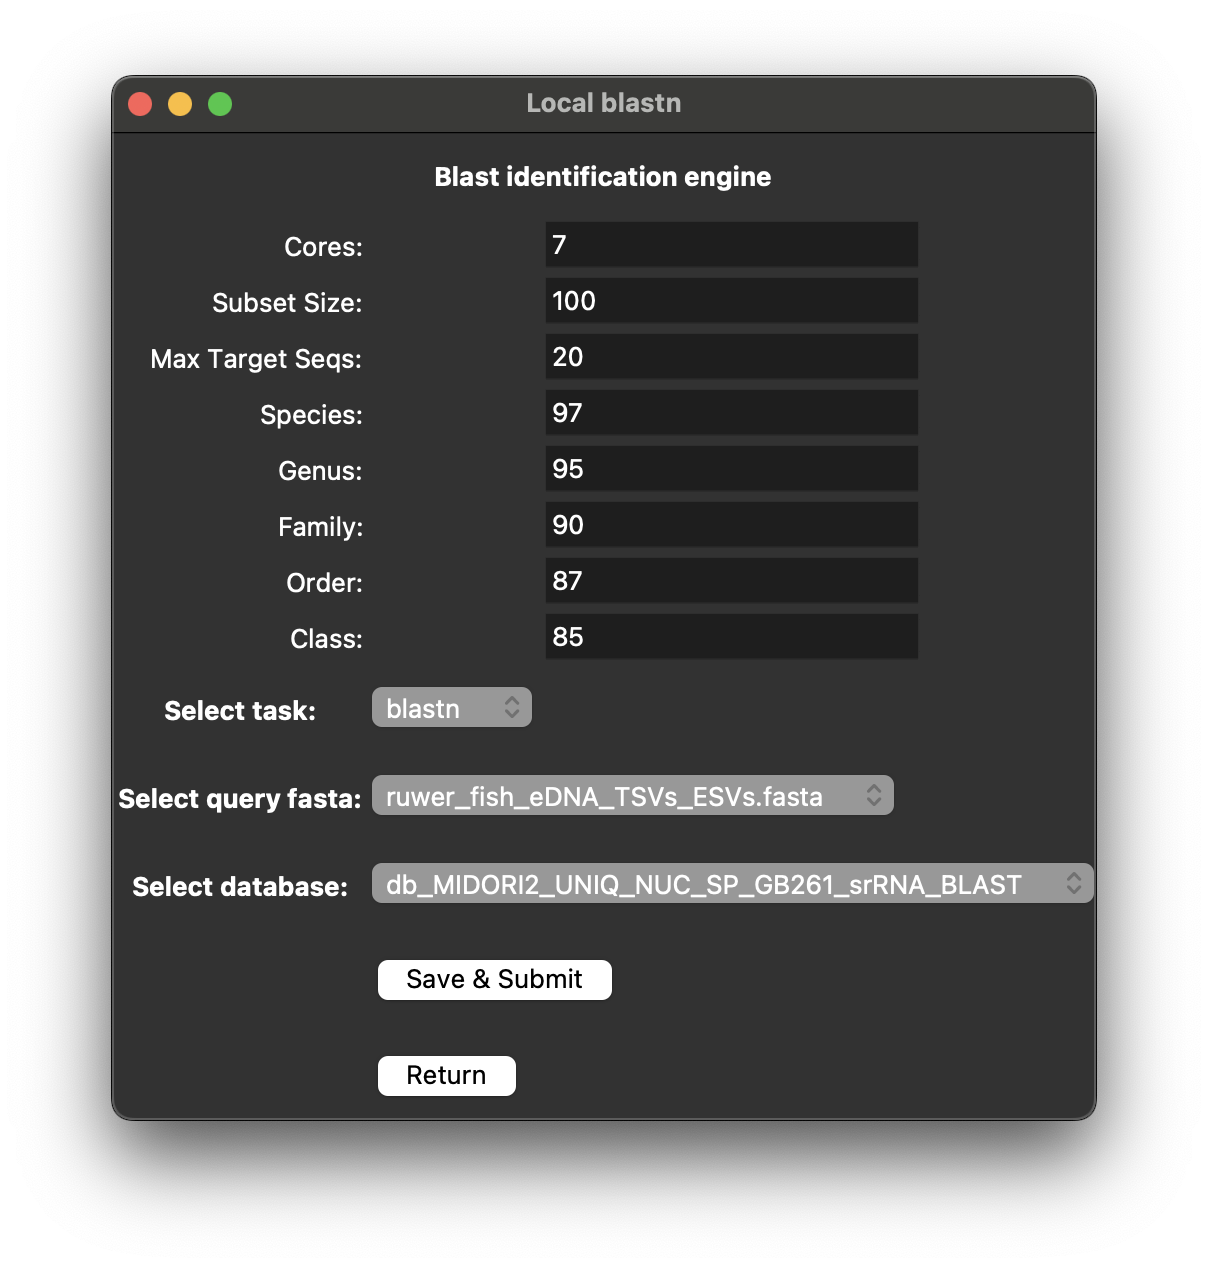 Local blastn
Blast identification engine
Cores: 7
Subset Size: 100
Max Target Seqs: 20
Species: 97
Genus: 95
Family: 90
Order: 87
Class: 85
Select task: blastn
Select query fasta: ruwer_fish_eDNA_TSVs_ESVs.fasta
Select database: db_MIDORI2_UNIQ_NUC_SP_GB261_srRNA_BLAST
Save & Submit
Return